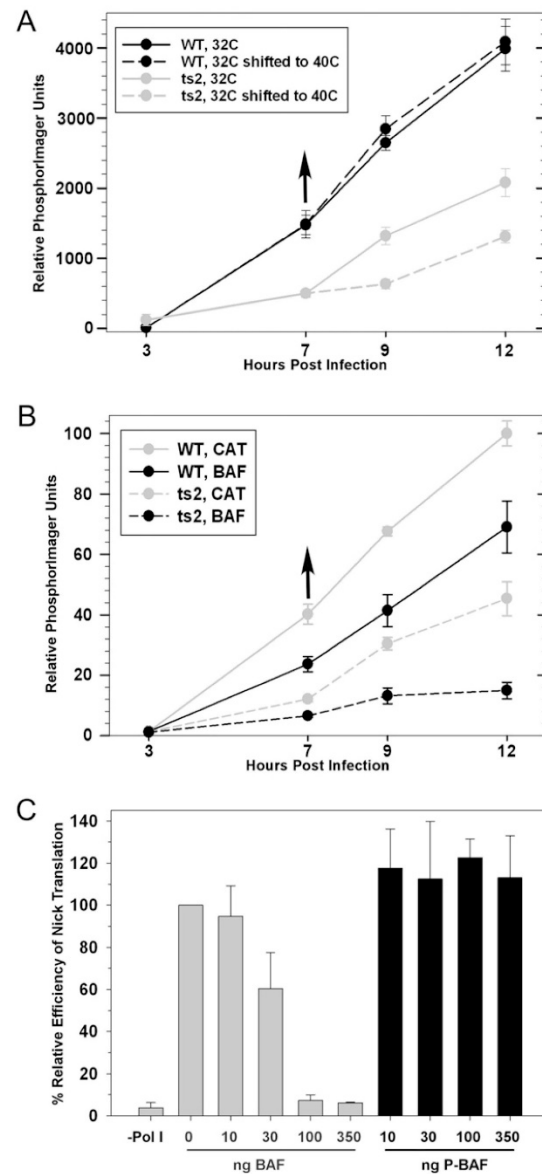 A
WT, 32C
WT, 32C shifted to 40C
ts2, 32C
ts2, 32C shifted to 40C
Relative PhosphorImager Units
4000
3000
2000
1000
0
3 7 9 12
Hours Post Infection
B
WT, CAT
WT, BAF
ts2, CAT
ts2, BAF
Relative PhosphorImager Units
100
80
60
40
20
0
3 7 9 12
Hours Post Infection
C
% Relative Efficiency of Nick Translation
140
120
100
80
60
40
20
0
-Pol I 0 10 30 100 350 10 30 100 350
ng BAF ng P-BAF